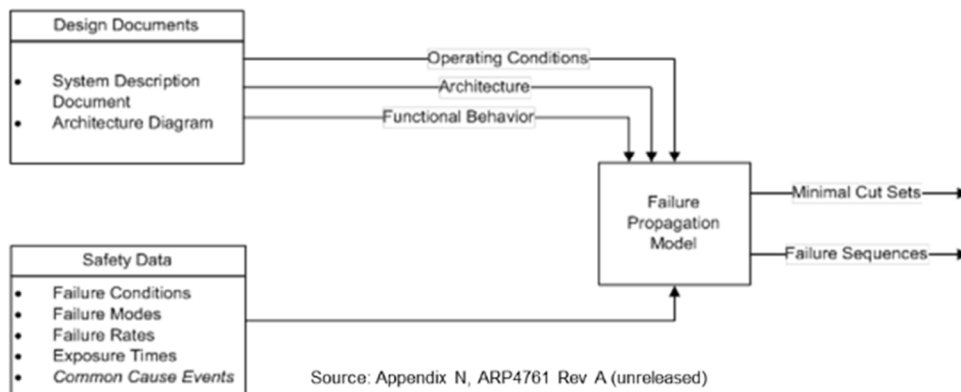 Design Documents
• System Description
Document
• Architecture Diagram
Operating Conditions
Architecture
Functional Behavior
Failure
Propagation
Model
Minimal Cut Sets
Failure Sequences
Safety Data
• Failure Conditions
• Failure Modes
• Failure Rates
• Exposure Times
• Common Cause Events
Source: Appendix N, ARP4761 Rev A (unreleased)